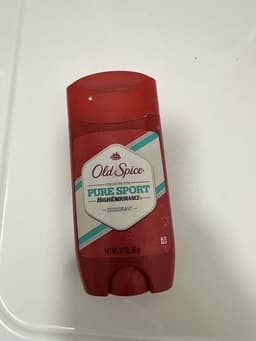 Old Spice
PURE SPORT
HIGH ENDURANCE
DEODORANT